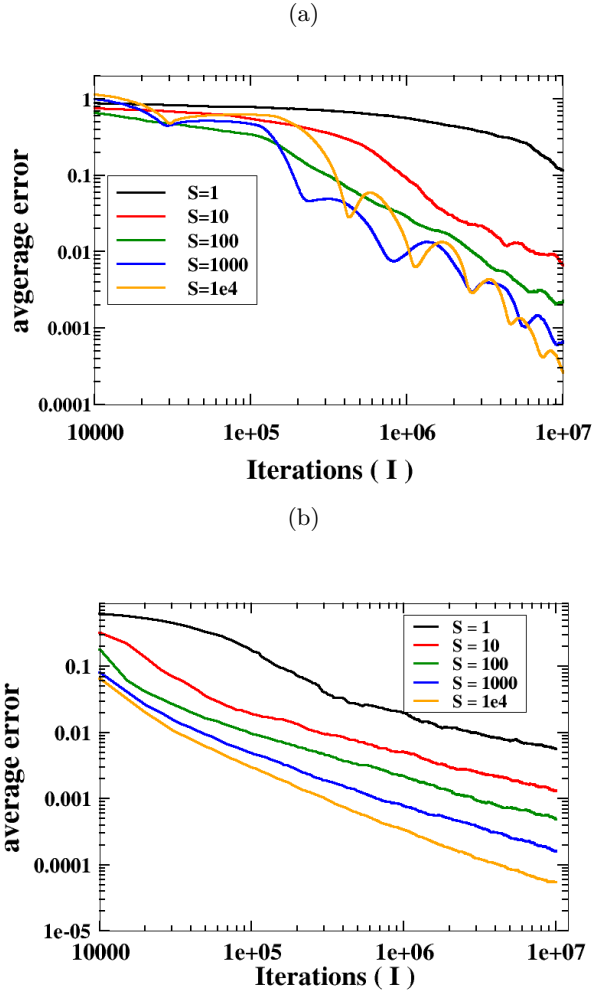 (a)
1
0.1
0.01
0.001
0.0001
avgerage error
S=1
S=10
S=100
S=1000
S=1e4
10000 1e+05 1e+06 1e+07
Iterations ( I )
(b)
0.1
0.01
0.001
0.0001
1e-05
average error
S = 1
S = 10
S = 100
S = 1000
S = 1e4
10000 1e+05 1e+06 1e+07
Iterations ( I )